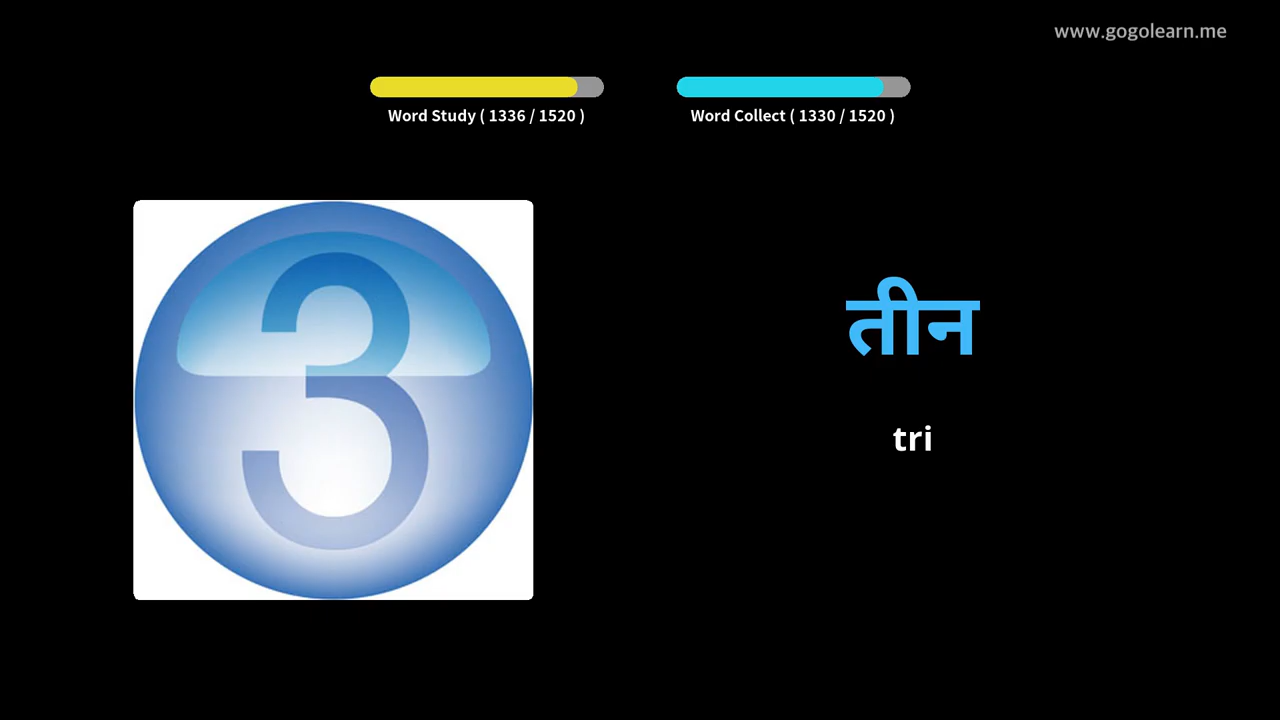 www.gogolearn.me
Word Study ( 1336 / 1520 )
Word Collect ( 1330 / 1520 )
3
तीन
tri